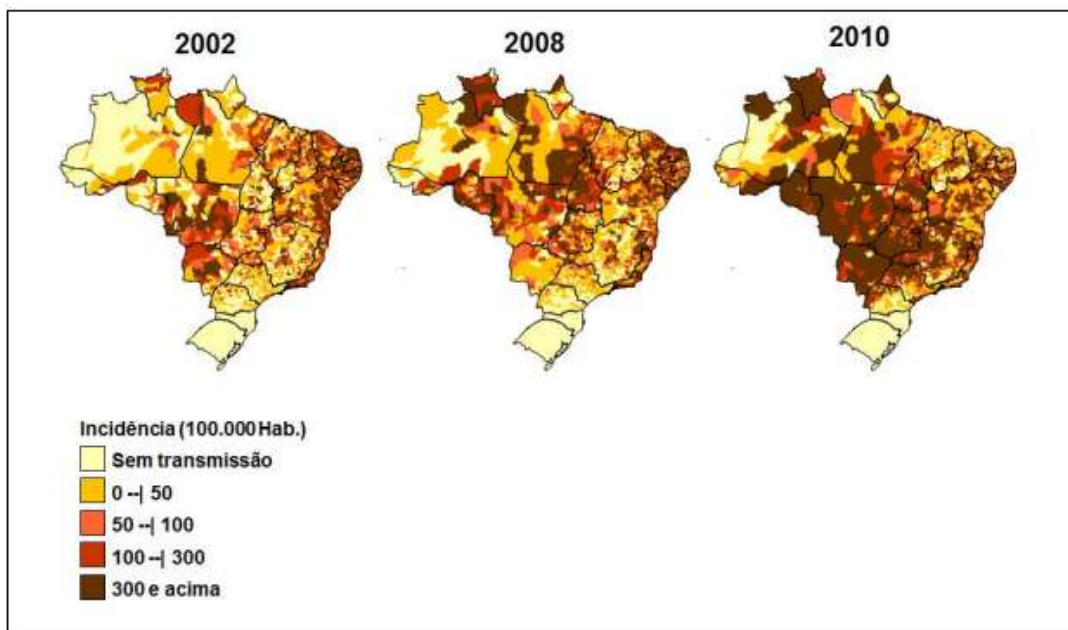 2002
2008
2010
Incidência (100.000 Hab.)
Sem transmissão
0 --| 50
50 --| 100
100 --| 300
300 e acima